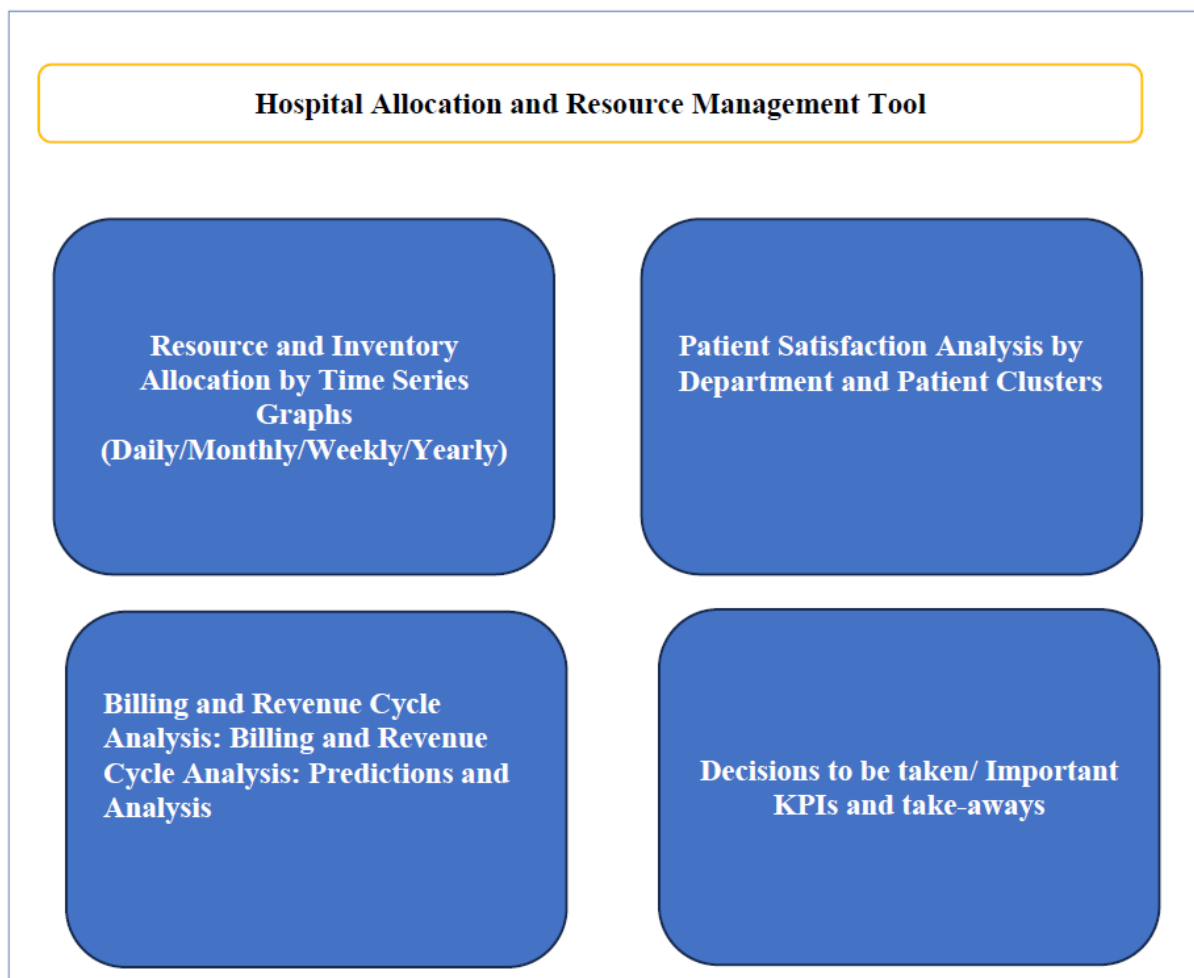 Hospital Allocation and Resource Management Tool
Resource and Inventory
Allocation by Time Series
Graphs
(Daily/Monthly/Weekly/Yearly)
Patient Satisfaction Analysis by
Department and Patient Clusters
Billing and Revenue Cycle
Analysis: Billing and Revenue
Cycle Analysis: Predictions and
Analysis
Decisions to be taken/ Important
KPIs and take-aways